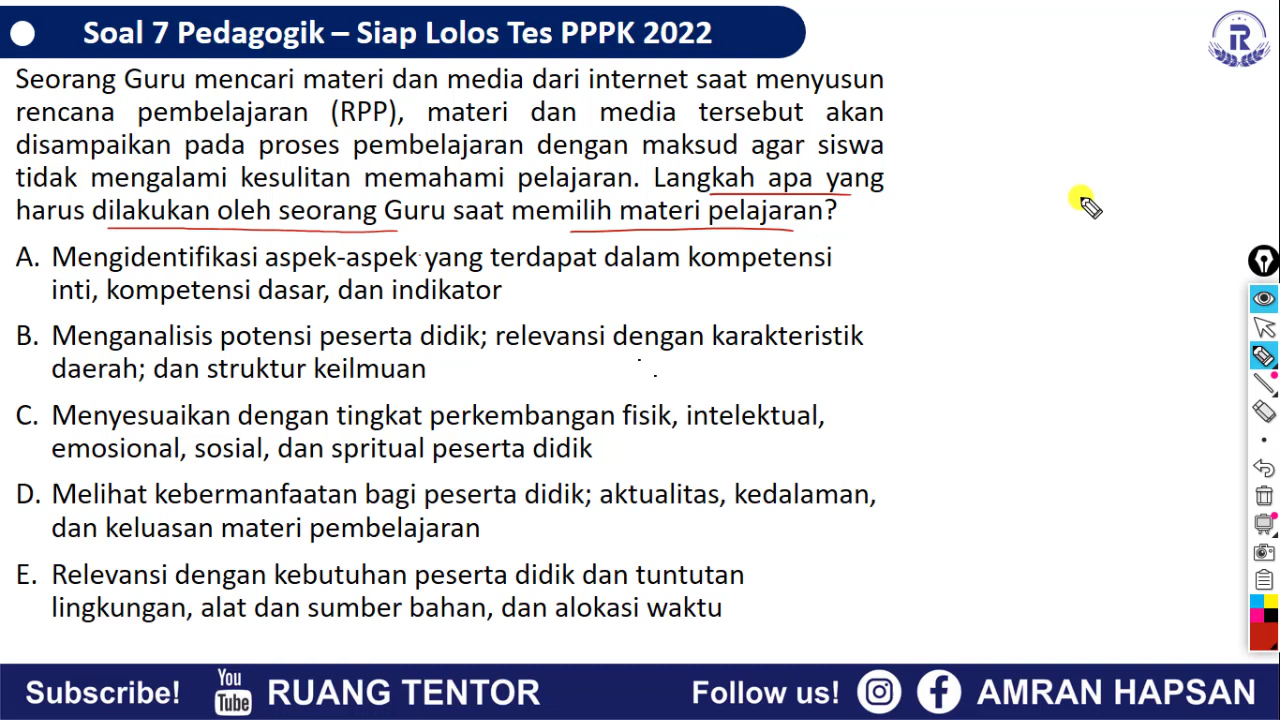 Soal 7 Pedagogik – Siap Lolos Tes PPPK 2022
Seorang Guru mencari materi dan media dari internet saat menyusun
rencana pembelajaran (RPP), materi dan media tersebut akan
disampaikan pada proses pembelajaran dengan maksud agar siswa
tidak mengalami kesulitan memahami pelajaran. Langkah apa yang
harus dilakukan oleh seorang Guru saat memilih materi pelajaran?
A. Mengidentifikasi aspek-aspek yang terdapat dalam kompetensi
inti, kompetensi dasar, dan indikator
B. Menganalisis potensi peserta didik; relevansi dengan karakteristik
daerah; dan struktur keilmuan
C. Menyesuaikan dengan tingkat perkembangan fisik, intelektual,
emosional, sosial, dan spritual peserta didik
D. Melihat kebermanfaatan bagi peserta didik; aktualitas, kedalaman,
dan keluasan materi pembelajaran
E. Relevansi dengan kebutuhan peserta didik dan tuntutan
lingkungan, alat dan sumber bahan, dan alokasi waktu
Subscribe! You Tube RUANG TENTOR Follow us! AMRAN HAPSAN